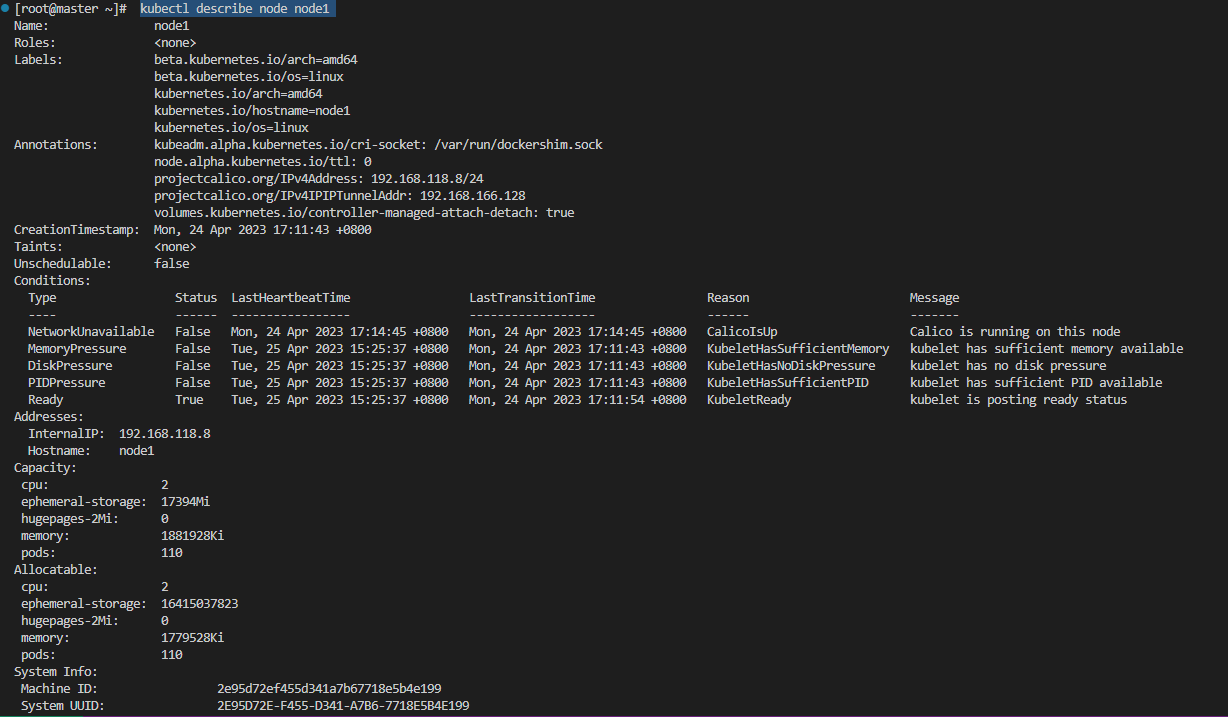 [root@master ~]# kubectl describe node node1
Name: node1
Roles: <none>
Labels: beta.kubernetes.io/arch=amd64
beta.kubernetes.io/os=linux
kubernetes.io/arch=amd64
kubernetes.io/hostname=node1
kubernetes.io/os=linux
Annotations: kubeadm.alpha.kubernetes.io/cri-socket: /var/run/dockershim.sock
node.alpha.kubernetes.io/ttl: 0
projectcalico.org/IPv4Address: 192.168.118.8/24
projectcalico.org/IPv4IPIPTunnelAddr: 192.168.166.128
volumes.kubernetes.io/controller-managed-attach-detach: true
CreationTimestamp: Mon, 24 Apr 2023 17:11:43 +0800
Taints: <none>
Unschedulable: false
Conditions:
Type Status LastHeartbeatTime LastTransitionTime Reason Message
---- ------ ----------------- ------------------ ------ -------
NetworkUnavailable False Mon, 24 Apr 2023 17:14:45 +0800 Mon, 24 Apr 2023 17:14:45 +0800 CalicoIsUp Calico is running on this node
MemoryPressure False Tue, 25 Apr 2023 15:25:37 +0800 Mon, 24 Apr 2023 17:11:43 +0800 KubeletHasSufficientMemory kubelet has sufficient memory available
DiskPressure False Tue, 25 Apr 2023 15:25:37 +0800 Mon, 24 Apr 2023 17:11:43 +0800 KubeletHasNoDiskPressure kubelet has no disk pressure
PIDPressure False Tue, 25 Apr 2023 15:25:37 +0800 Mon, 24 Apr 2023 17:11:43 +0800 KubeletHasSufficientPID kubelet has sufficient PID available
Ready True Tue, 25 Apr 2023 15:25:37 +0800 Mon, 24 Apr 2023 17:11:54 +0800 KubeletReady kubelet is posting ready status
Addresses:
InternalIP: 192.168.118.8
Hostname: node1
Capacity:
cpu: 2
ephemeral-storage: 17394Mi
hugepages-2Mi: 0
memory: 1881928Ki
pods: 110
Allocatable:
cpu: 2
ephemeral-storage: 16415037823
hugepages-2Mi: 0
memory: 1779528Ki
pods: 110
System Info:
Machine ID: 2e95d72ef455d341a7b67718e5b4e199
System UUID: 2E95D72E-F455-D341-A7B6-7718E5B4E199